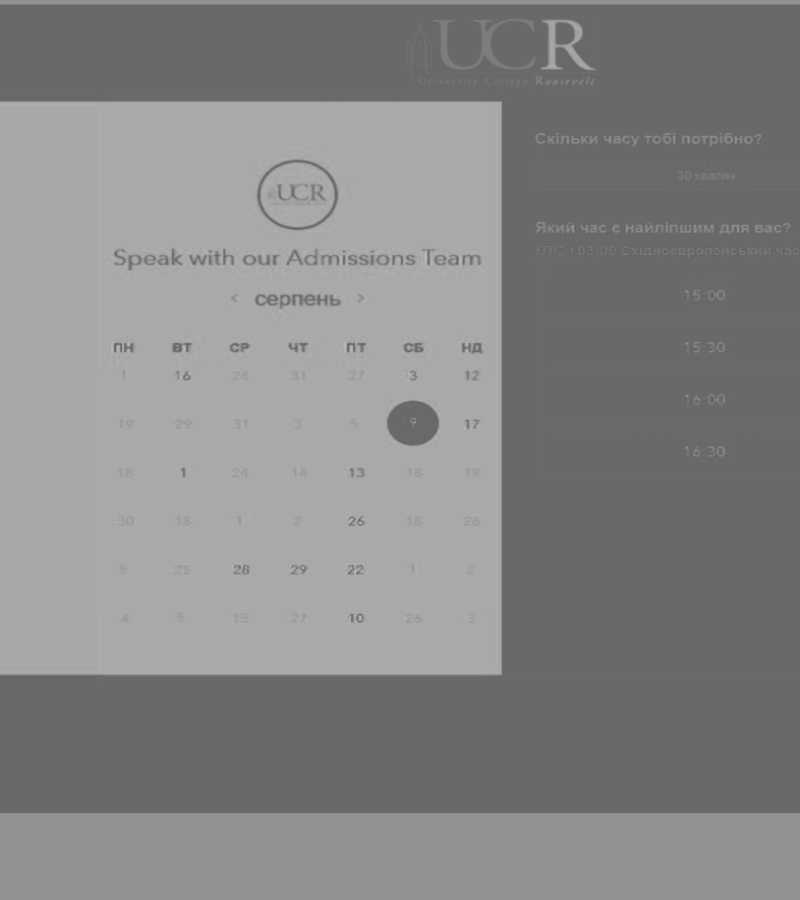 UCR
University College Roosevelt
UCR
Speak with our Admissions Team
< серпень >
ПН ВТ СР ЧТ ПТ СБ НД
1 16 24 31 27 3 12
19 29 31 3 5 9 17
18 1 24 14 13 18 19
30 18 1 2 26 18 26
5 25 28 29 22 1 2
4 5 15 27 10 26 3
Скільки часу тобі потрібно?
30 хвилин
Який час є найліпшим для вас?
UTC +03:00 Східноєвропейський час
15:00
15:30
16:00
16:30